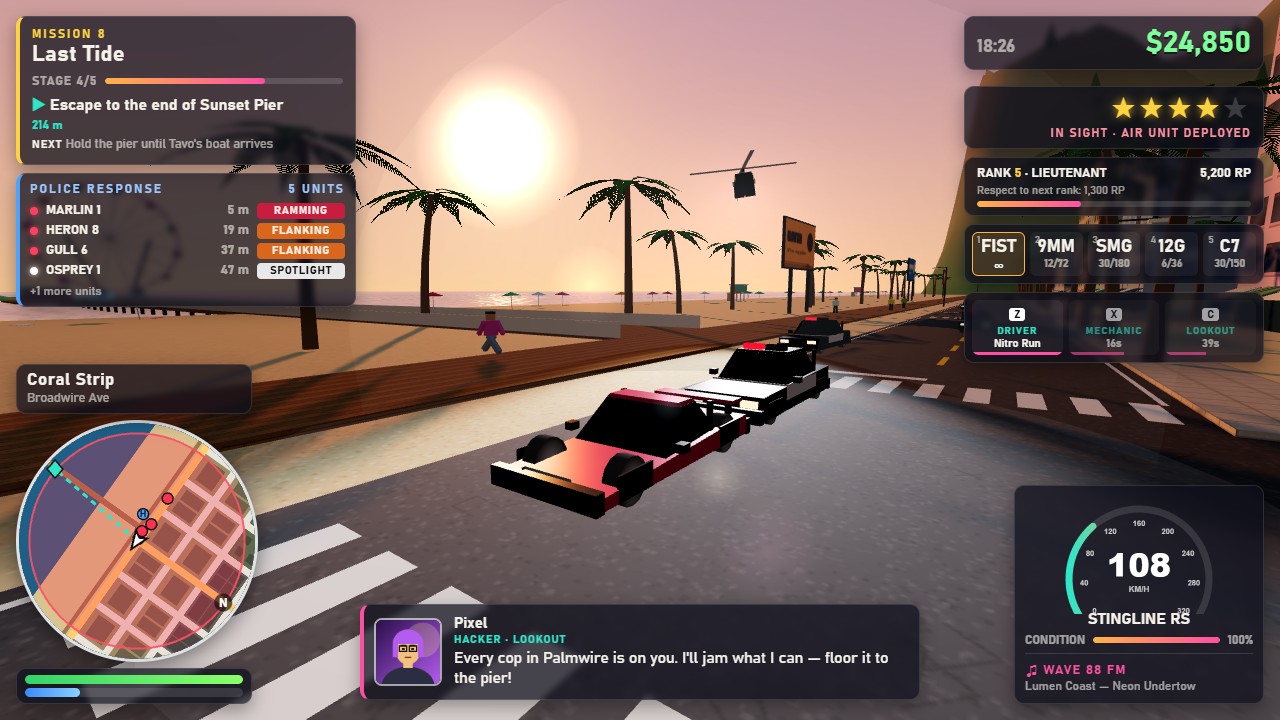 MISSION 8
Last Tide
STAGE 4/5
Escape to the end of Sunset Pier
214 m
NEXT Hold the pier until Tavo's boat arrives
POLICE RESPONSE 5 UNITS
MARLIN 1 5 m RAMMING
HERON 8 19 m FLANKING
GULL 6 37 m FLANKING
OSPREY 1 47 m SPOTLIGHT
+1 more units
18:26 $24,850
IN SIGHT · AIR UNIT DEPLOYED
RANK 5 · LIEUTENANT 5,200 RP
Respect to next rank: 1,300 RP
1 FIST 2 9MM 3 SMG 4 12G 5 C7
∞ 12/72 30/180 6/36 30/150
Z X C
DRIVER MECHANIC LOOKOUT
Nitro Run 16s 39s
Coral Strip
Broadwire Ave
H
N
Pixel
HACKER · LOOKOUT
Every cop in Palmwire is on you. I'll jam what I can — floor it to
the pier!
0 40 80 120 160 200 240 280 320
108
KM/H
STINGLINE RS
CONDITION 100%
WAVE 88 FM
Lumen Coast — Neon Undertow